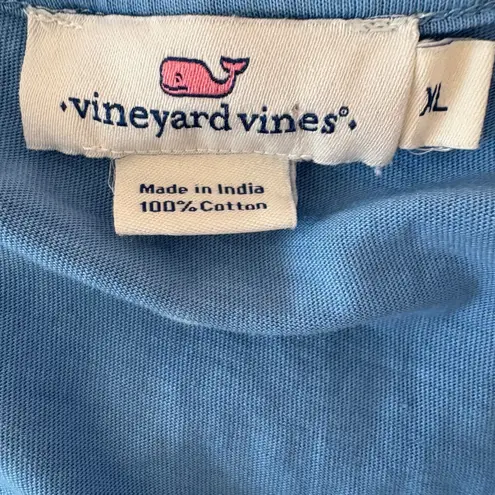 vineyard vines®
XL
Made in India
100% Cotton